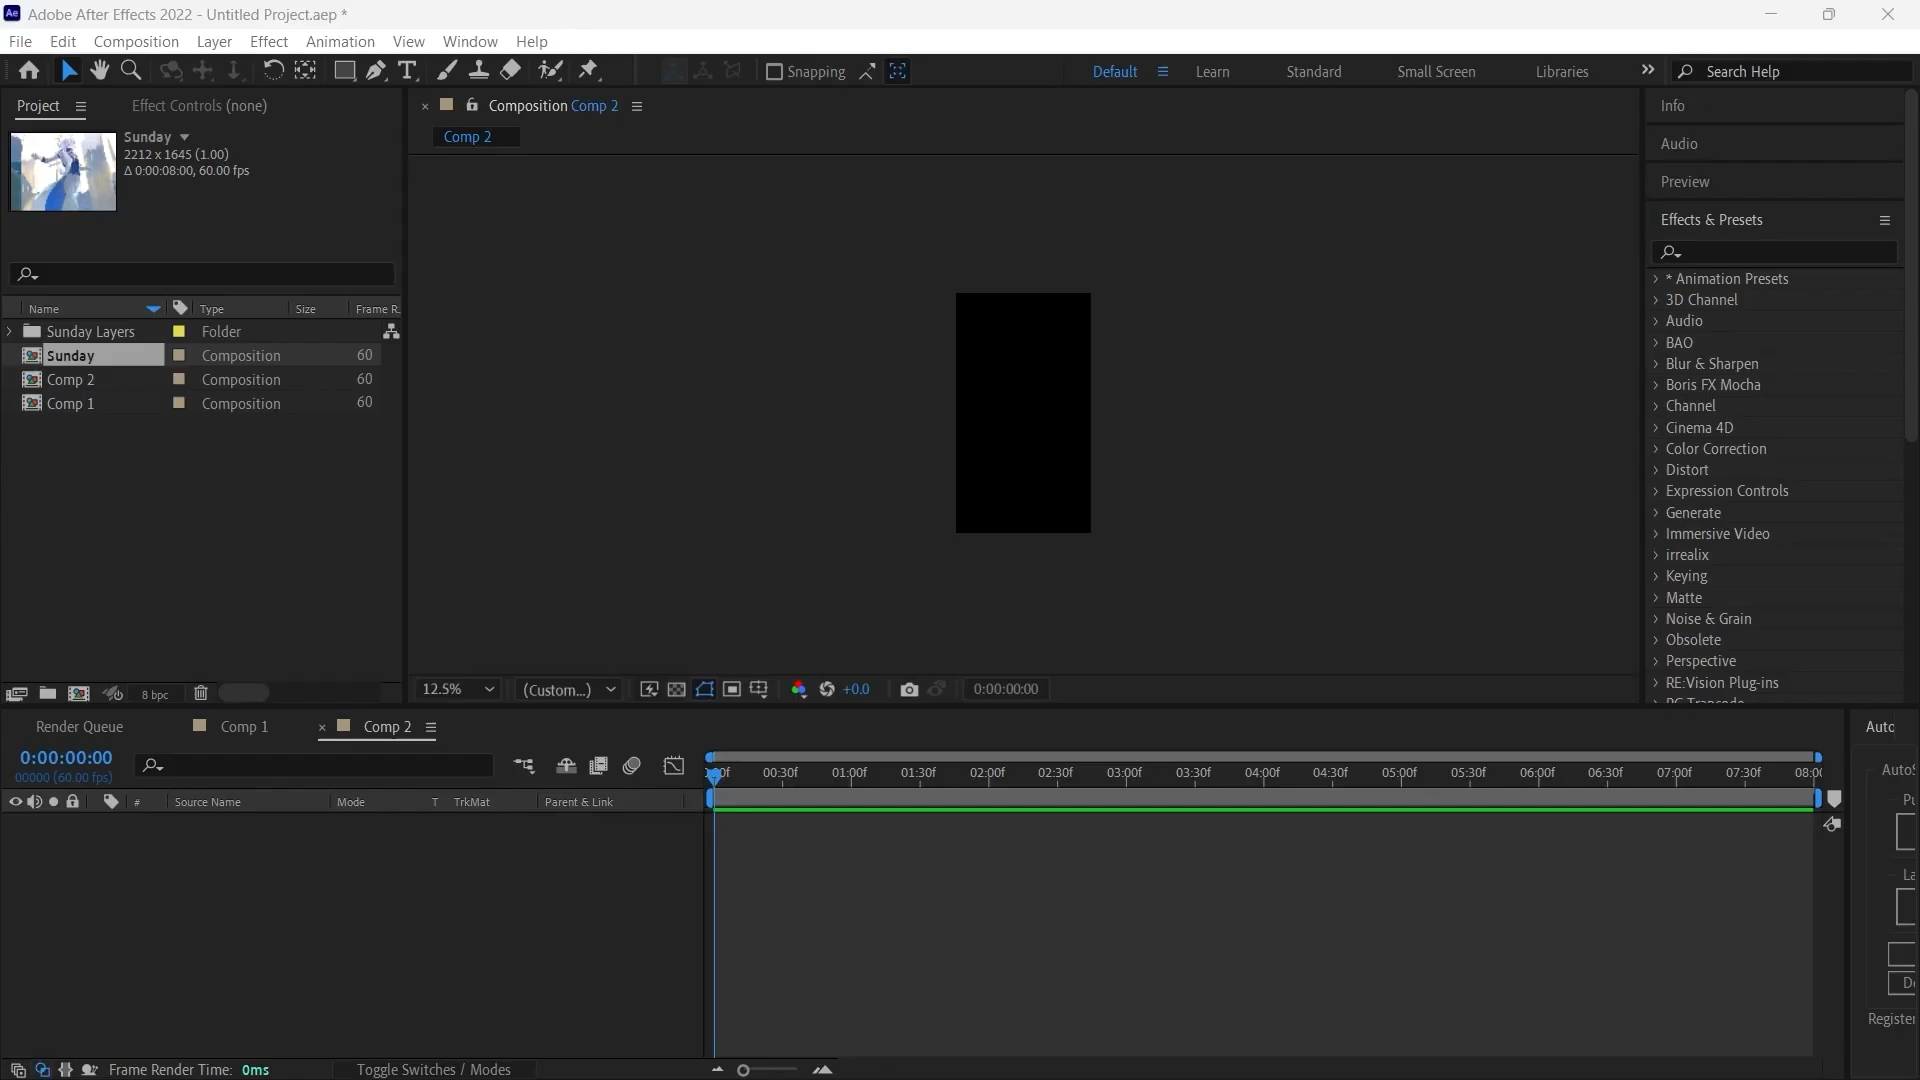 Ae Adobe After Effects 2022 - Untitled Project.aep *
File Edit Composition Layer Effect Animation View Window Help
Snapping Default Learn Standard Small Screen Libraries Search Help
Project Effect Controls (none)
Sunday
2212 x 1645 (1.00)
Δ 0:00:08:00, 60.00 fps
Name Type Size Frame R.
Sunday Layers Folder
Sunday Composition 60
Comp 2 Composition 60
Comp 1 Composition 60
8 bpc
Composition Comp 2
Comp 2
12.5% (Custom...) +0.0 0:00:00:00
Info
Audio
Preview
Effects & Presets
* Animation Presets
3D Channel
Audio
BAO
Blur & Sharpen
Boris FX Mocha
Channel
Cinema 4D
Color Correction
Distort
Expression Controls
Generate
Immersive Video
irrealix
Keying
Matte
Noise & Grain
Obsolete
Perspective
RE:Vision Plug-ins
Render Queue Comp 1 Comp 2
0:00:00:00
00000 (60.00 fps)
# Source Name Mode T TrkMat Parent & Link
00:30f 01:00f 01:30f 02:00f 02:30f 03:00f 03:30f 04:00f 04:30f 05:00f 05:30f 06:00f 06:30f 07:00f 07:30f
Frame Render Time: 0ms Toggle Switches / Modes